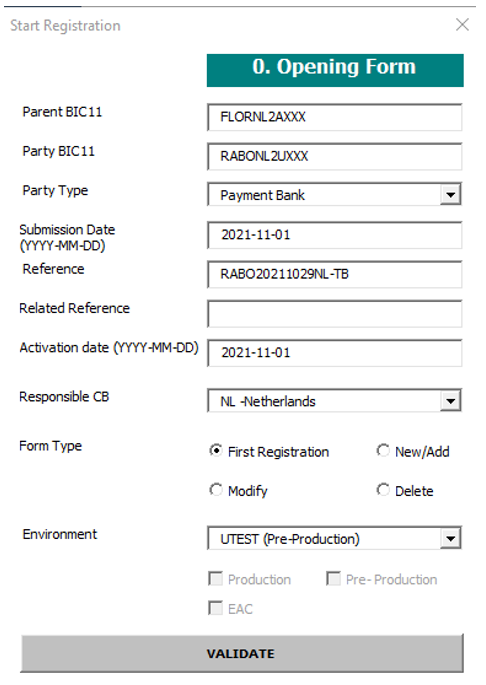 Start Registration
0. Opening Form
Parent BIC11 FLORNL2AXXX
Party BIC11 RABONL2UXXX
Party Type Payment Bank
Submission Date
(YYYY-MM-DD) 2021-11-01
Reference RABO20211029NL-TB
Related Reference
Activation date (YYYY-MM-DD) 2021-11-01
Responsible CB NL -Netherlands
Form Type First Registration New/Add
Modify Delete
Environment UTEST (Pre-Production)
Production Pre- Production
EAC
VALIDATE